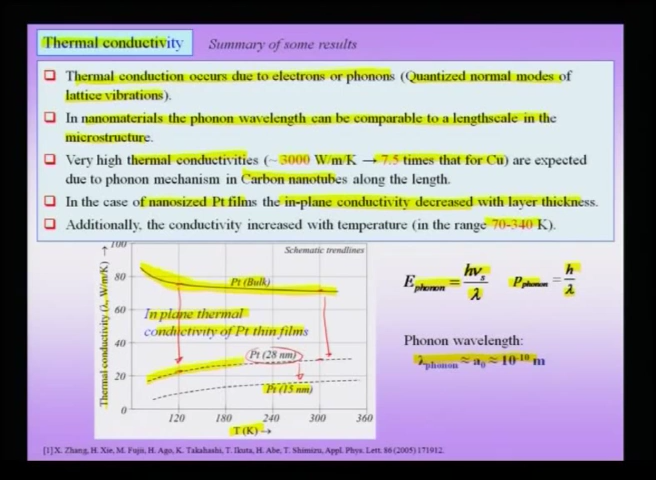 Thermal conductivity Summary of some results
Thermal conduction occurs due to electrons or phonons (Quantized normal modes of
lattice vibrations).
In nanomaterials the phonon wavelength can be comparable to a lengthscale in the
microstructure.
Very high thermal conductivities (~ 3000 W/m/K → 7.5 times that for Cu) are expected
due to phonon mechanism in Carbon nanotubes along the length.
In the case of nanosized Pt films the in-plane conductivity decreased with layer thickness.
Additionally, the conductivity increased with temperature (in the range 70-340 K).
Schematic trendlines
Thermal conductivity (λ, W/m/K) →
100
80
60
40
20
0
Pt (Bulk)
In plane thermal
conductivity of Pt thin films
Pt (28 nm)
Pt (15 nm)
120 180 240 300 360
T (K) →
E phonon = hν s / λ p phonon = h / λ
Phonon wavelength:
λ phonon ≈ a 0 ≈ 10 -10 m
[1] X. Zhang, H. Xie, M. Fujii, H. Ago, K. Takahashi, T. Ikuta, H. Abe, T. Shimizu, Appl. Phys. Lett. 86 (2005) 171912.